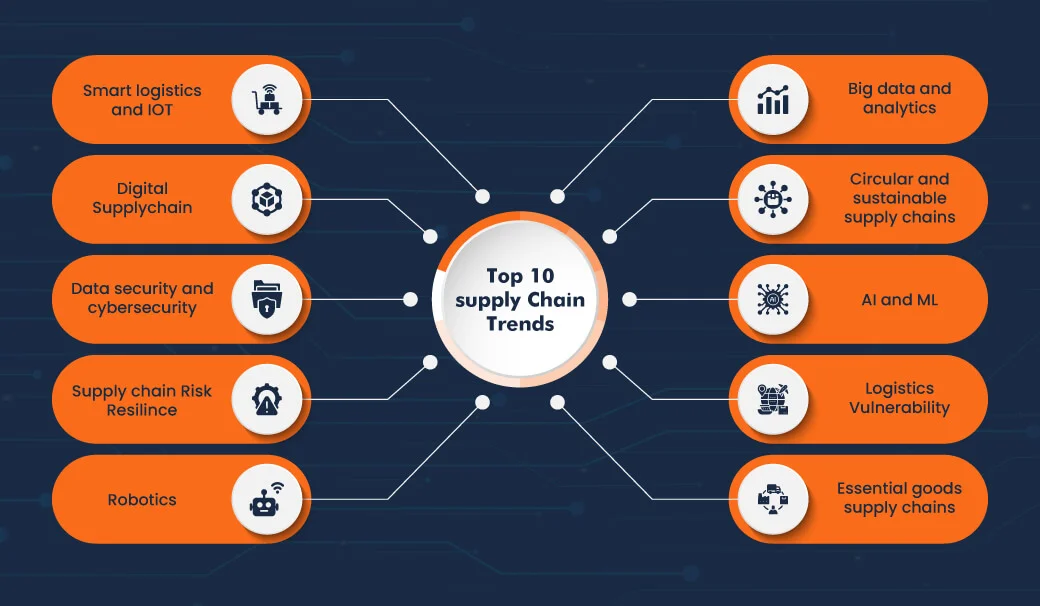 Smart logistics
and IOT
Digital
Supplychain
Data security and
cybersecurity
Supply chain Risk
Resilince
Robotics
Top 10
supply Chain
Trends
Big data and
analytics
Circular and
sustainable
supply chains
AI and ML
AI
Logistics
Vulnerability
Essential goods
supply chains